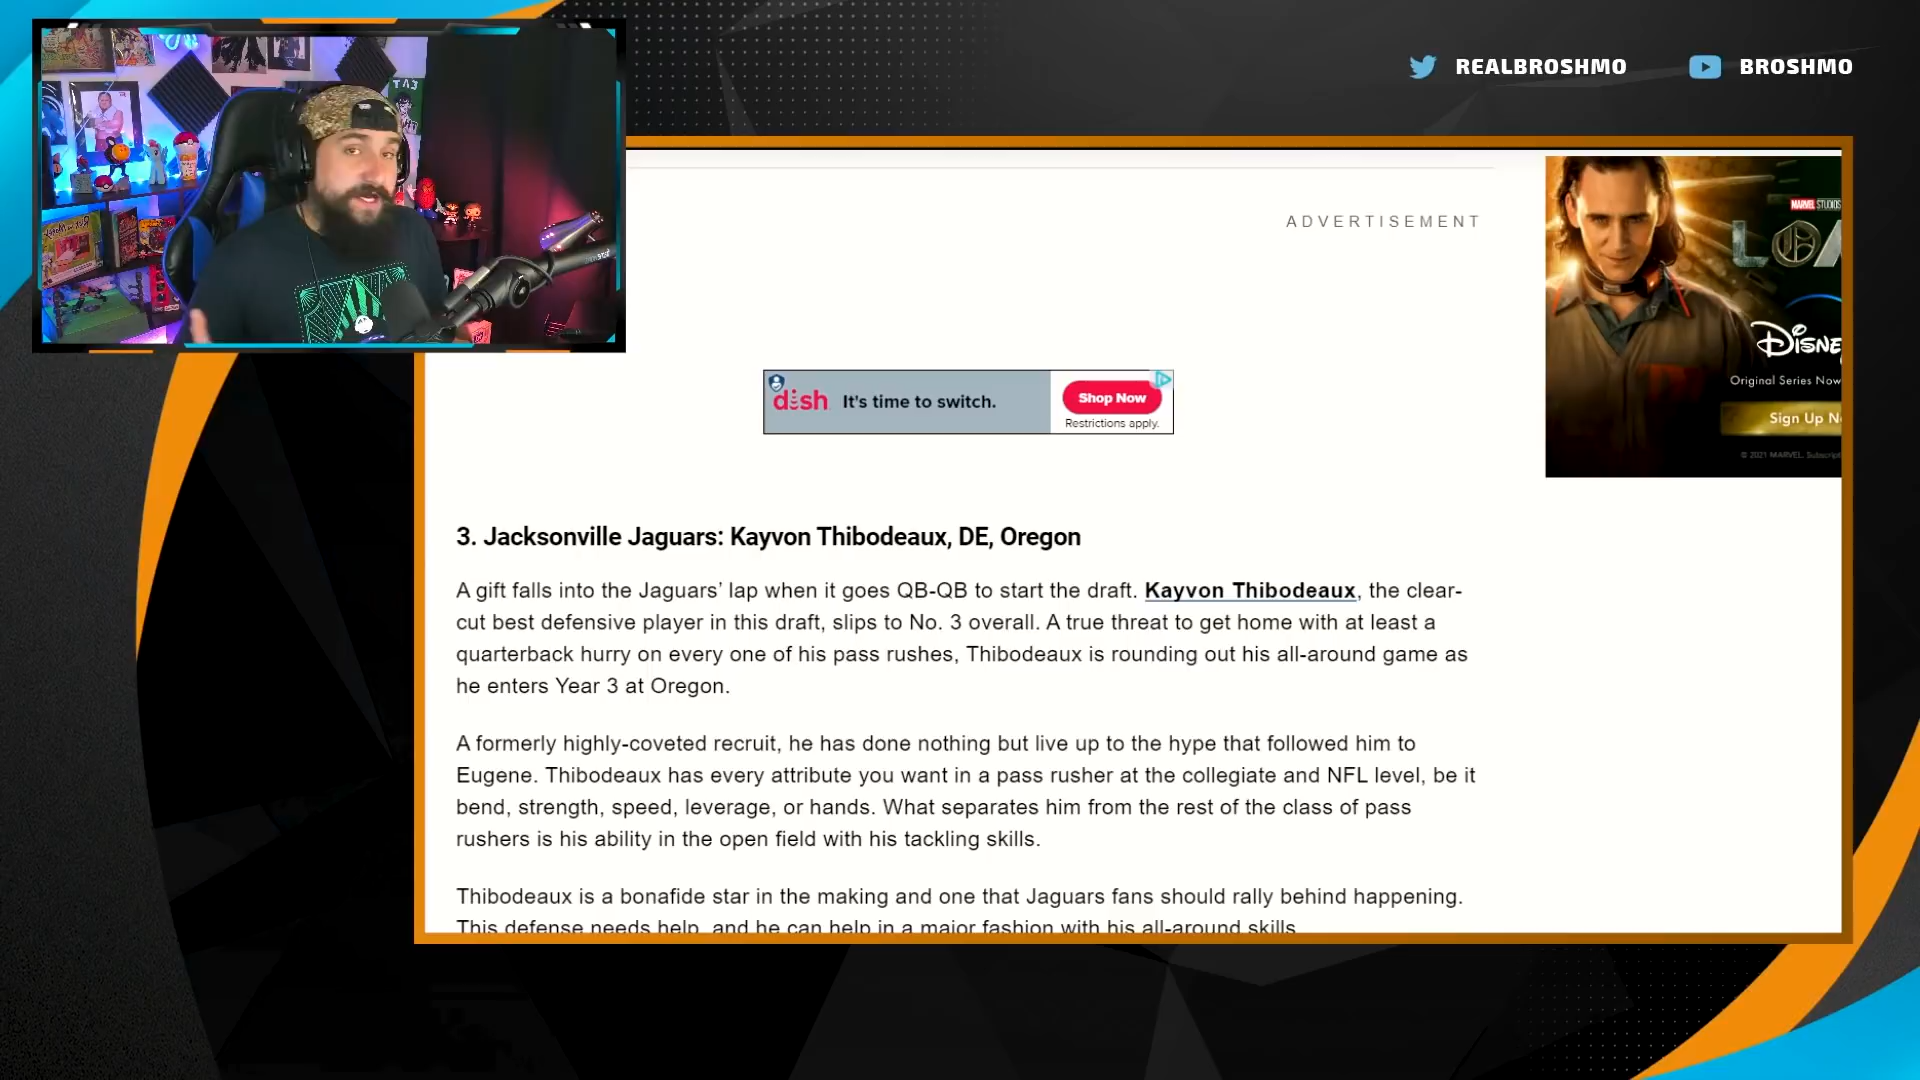 REALBROSHMO
BROSHMO
TAJ
ADVERTISEMENT
MARVEL STUDIOS
dish It's time to switch.
Shop Now
Restrictions apply.
DISNE
Original Series Now
Sign Up N
© 2021 MARVEL. Subscript
3. Jacksonville Jaguars: Kayvon Thibodeaux, DE, Oregon
A gift falls into the Jaguars’ lap when it goes QB-QB to start the draft. Kayvon Thibodeaux, the clear-
cut best defensive player in this draft, slips to No. 3 overall. A true threat to get home with at least a
quarterback hurry on every one of his pass rushes, Thibodeaux is rounding out his all-around game as
he enters Year 3 at Oregon.
A formerly highly-coveted recruit, he has done nothing but live up to the hype that followed him to
Eugene. Thibodeaux has every attribute you want in a pass rusher at the collegiate and NFL level, be it
bend, strength, speed, leverage, or hands. What separates him from the rest of the class of pass
rushers is his ability in the open field with his tackling skills.
Thibodeaux is a bonafide star in the making and one that Jaguars fans should rally behind happening.
This defense needs help, and he can help in a major fashion with his all-around skills